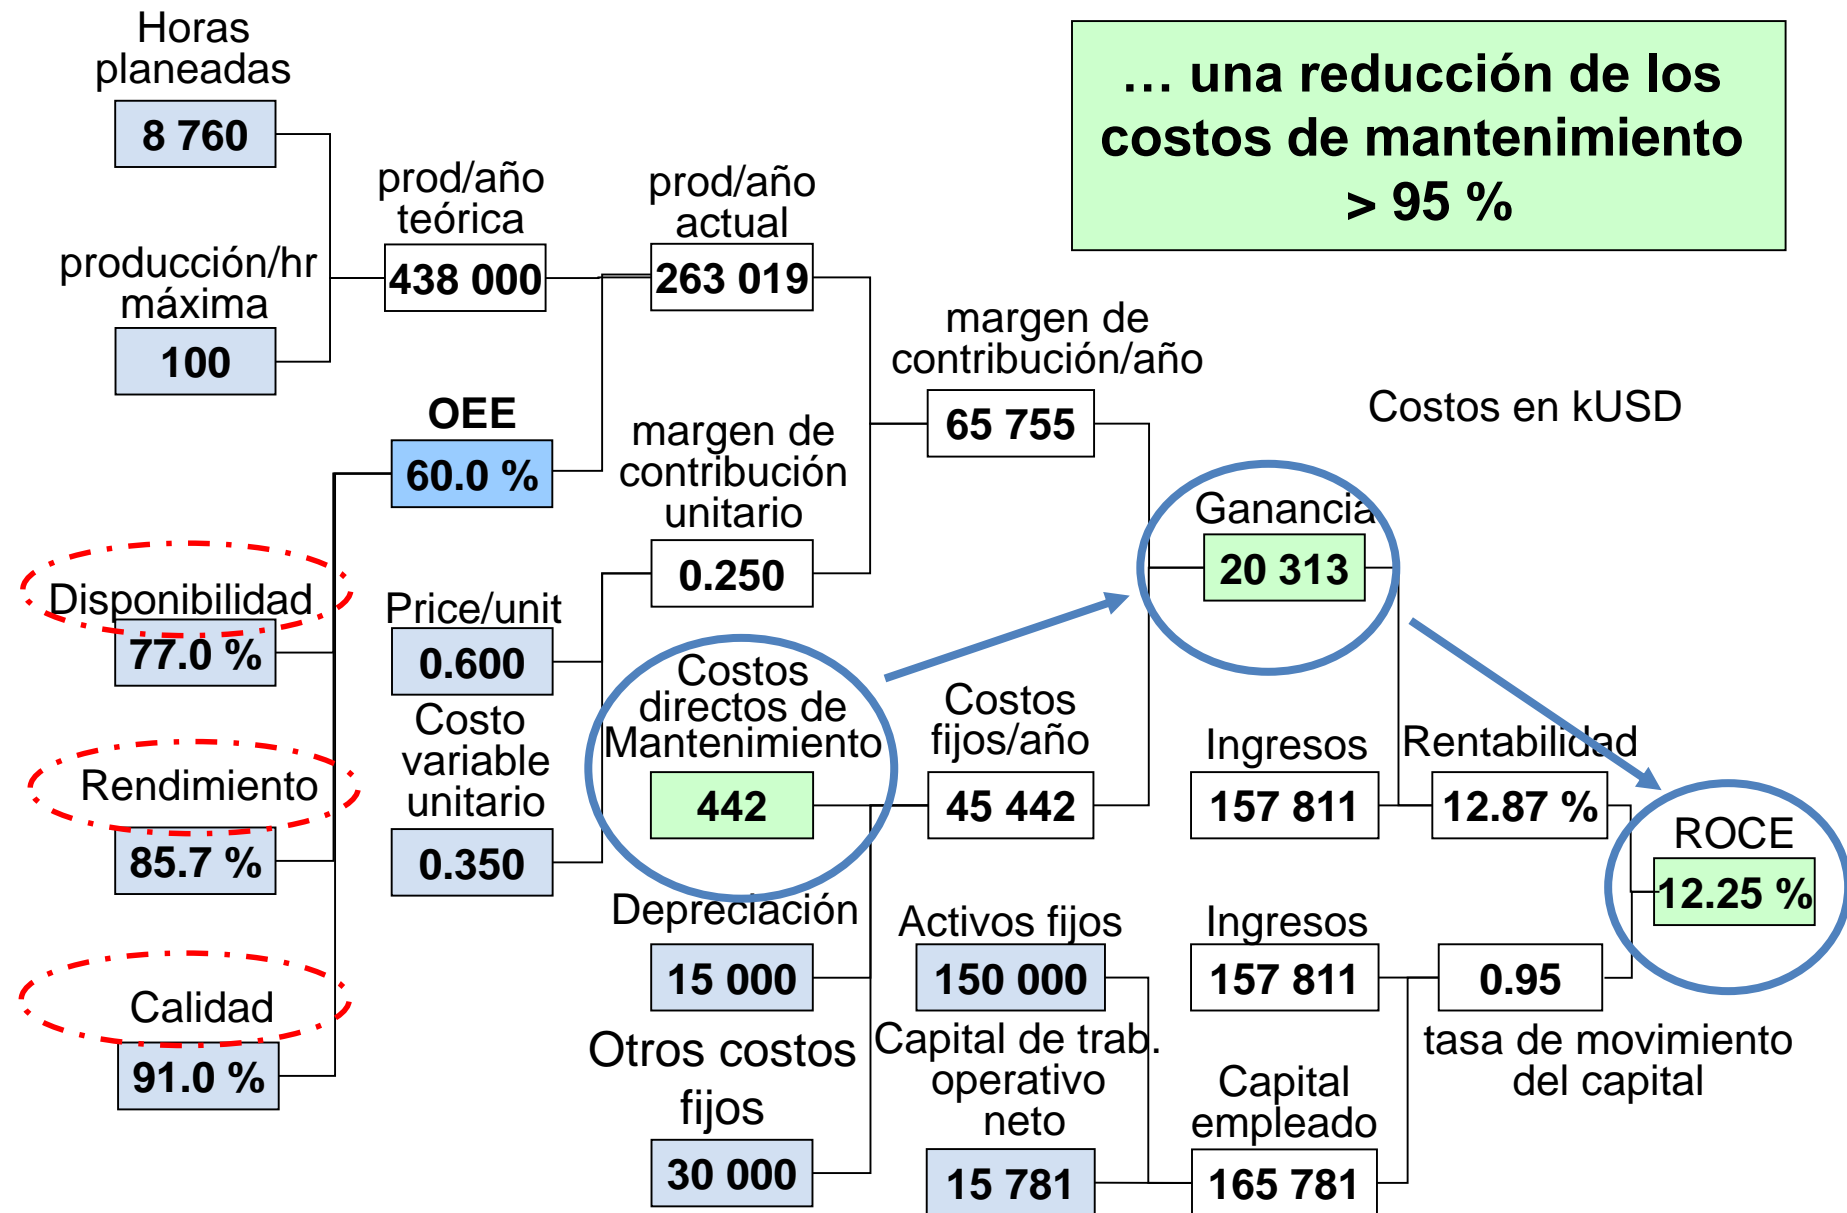 Horas
planeadas
8 760
producción/hr
máxima
100
prod/año
teórica
438 000
prod/año
actual
263 019
… una reducción de los
costos de mantenimiento
> 95 %
OEE
60.0 %
margen de
contribución
unitario
0.250
margen de
contribución/año
65 755
Costos en kUSD
Ganancia
20 313
Disponibilidad
77.0 %
Rendimiento
85.7 %
Calidad
91.0 %
Price/unit
0.600
Costo
variable
unitario
0.350
Costos
directos de
Mantenimiento
442
Costos
fijos/año
45 442
Ingresos
157 811
Rentabilidad
12.87 %
ROCE
12.25 %
Depreciación
15 000
Otros costos
fijos
30 000
Activos fijos
150 000
Capital de trab.
operativo
neto
15 781
Ingresos
157 811
0.95
tasa de movimiento
del capital
Capital
empleado
165 781